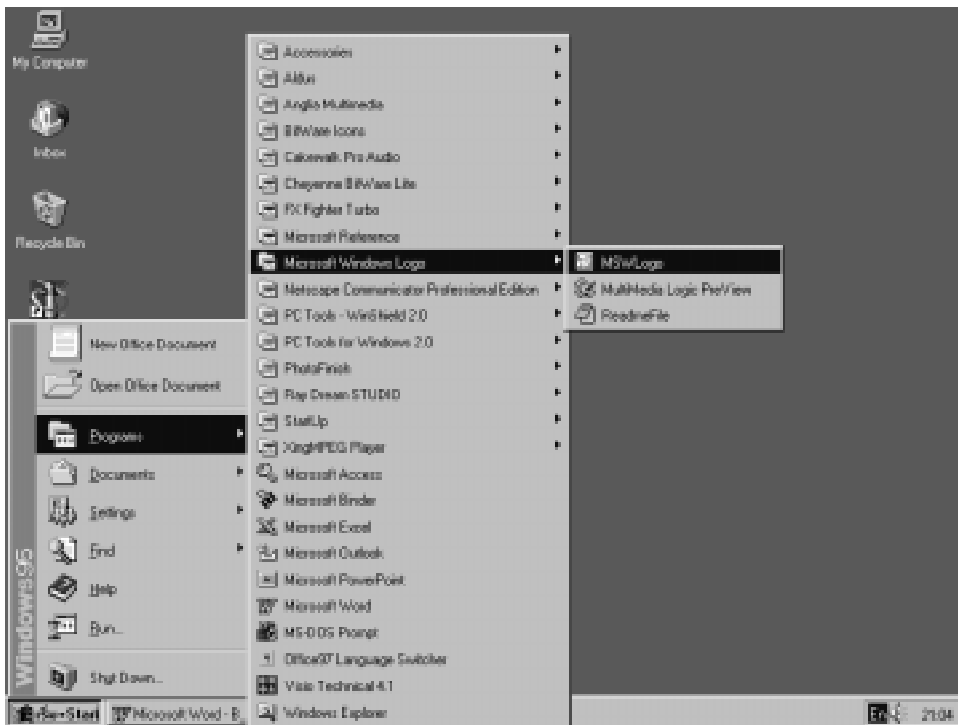 My Computer
Inbox
Recycle Bin
New Office Document
Open Office Document
Programs
Documents
Settings
Find
Help
Run...
Shut Down...
Windows95
Accessories
Aldus
Anglia Multimedia
BitWare Icons
Cakewalk Pro Audio
Cheyenne BitWare Lite
FX Fighter Turbo
Microsoft Reference
Microsoft Windows Logo
Netscape Communicator Professional Edition
PC Tools - WinShield 2.0
PC Tools for Windows 2.0
PhotoFinish
Ray Dream STUDIO
StartUp
XingMPEG Player
Microsoft Access
Microsoft Binder
Microsoft Excel
Microsoft Outlook
Microsoft PowerPoint
Microsoft Word
MS-DOS Prompt
Office97 Language Switcher
Visio Technical 4.1
Windows Explorer
MSWLogo
MultiMedia Logic PreView
ReadmeFile
Start
Microsoft Word - B...
En
21:04